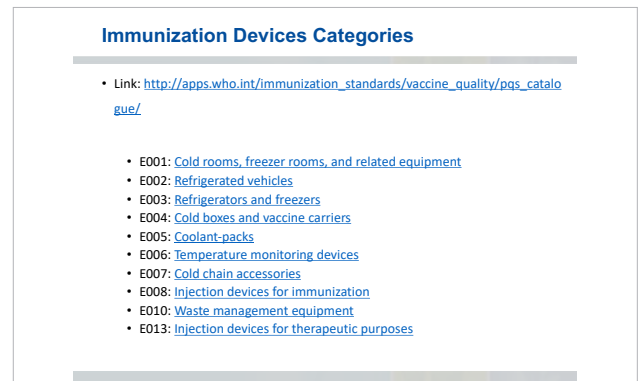 Immunization Devices Categories
• Link: http://apps.who.int/immunization_standards/vaccine_quality/pqs_catalo
gue/
• E001: Cold rooms, freezer rooms, and related equipment
• E002: Refrigerated vehicles
• E003: Refrigerators and freezers
• E004: Cold boxes and vaccine carriers
• E005: Coolant-packs
• E006: Temperature monitoring devices
• E007: Cold chain accessories
• E008: Injection devices for immunization
• E010: Waste management equipment
• E013: Injection devices for therapeutic purposes